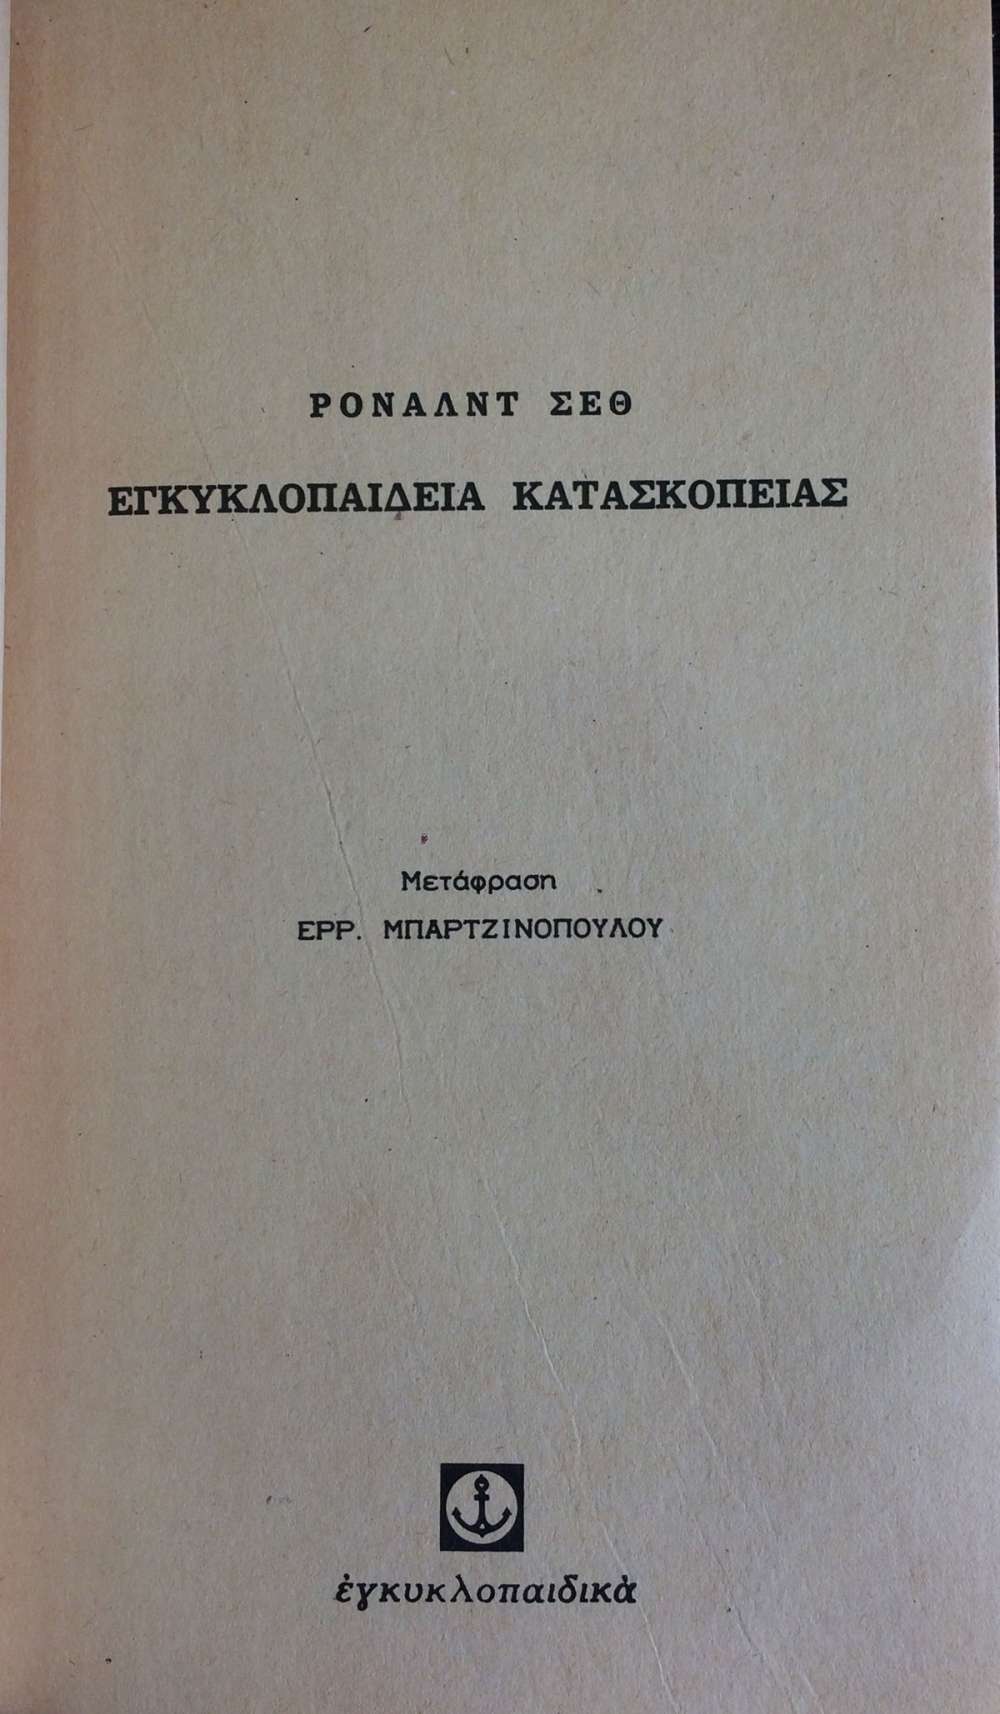 ΡΟΝΑΛΝΤ ΣΕΘ
ΕΓΚΥΚΛΟΠΑΙΔΕΙΑ ΚΑΤΑΣΚΟΠΕΙΑΣ
Μετάφραση
ΕΡΡ. ΜΠΑΡΤΖΙΝΟΠΟΥΛΟΥ
ἐγκυκλοπαιδικὰ